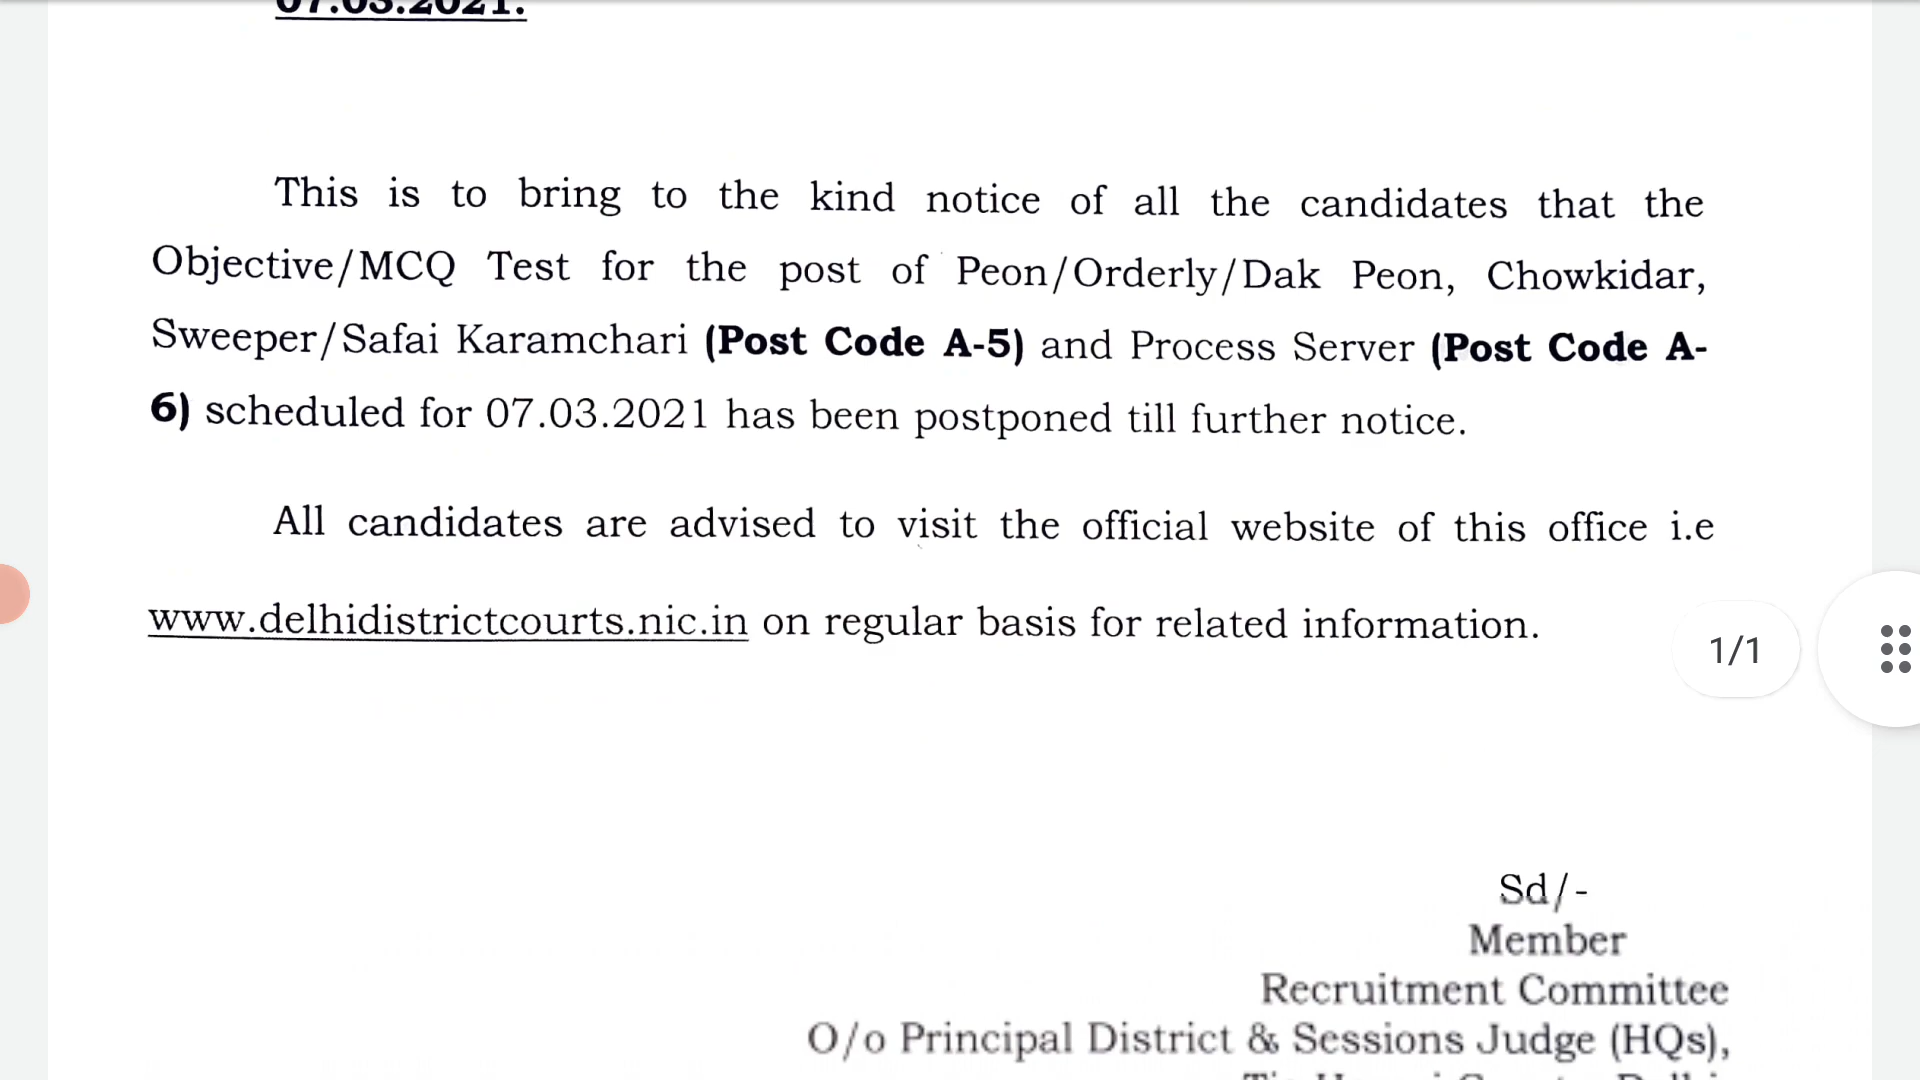 07.03.2021.
This is to bring to the kind notice of all the candidates that the
Objective/MCQ Test for the post of Peon/Orderly/Dak Peon, Chowkidar,
Sweeper/Safai Karamchari (Post Code A-5) and Process Server (Post Code A-
6) scheduled for 07.03.2021 has been postponed till further notice.
All candidates are advised to visit the official website of this office i.e
www.delhidistrictcourts.nic.in on regular basis for related information.
1/1
Sd/-
Member
Recruitment Committee
O/o Principal District & Sessions Judge (HQs),